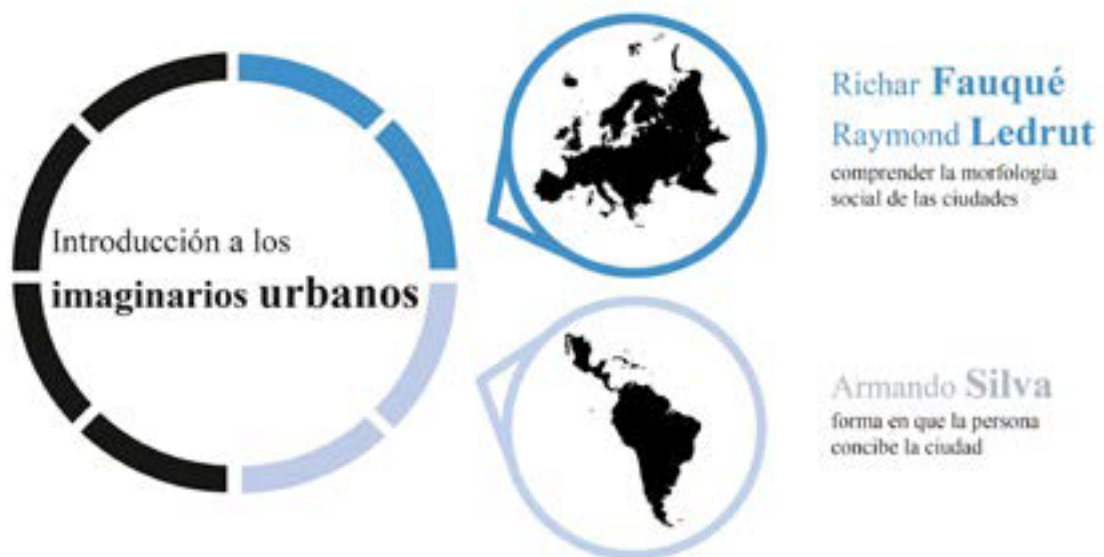 Introducción a los
imaginarios urbanos
Richar Fauqué
Raymond Ledrut
comprender la morfología
social de las ciudades
Armando Silva
forma en que la persona
concibe la ciudad